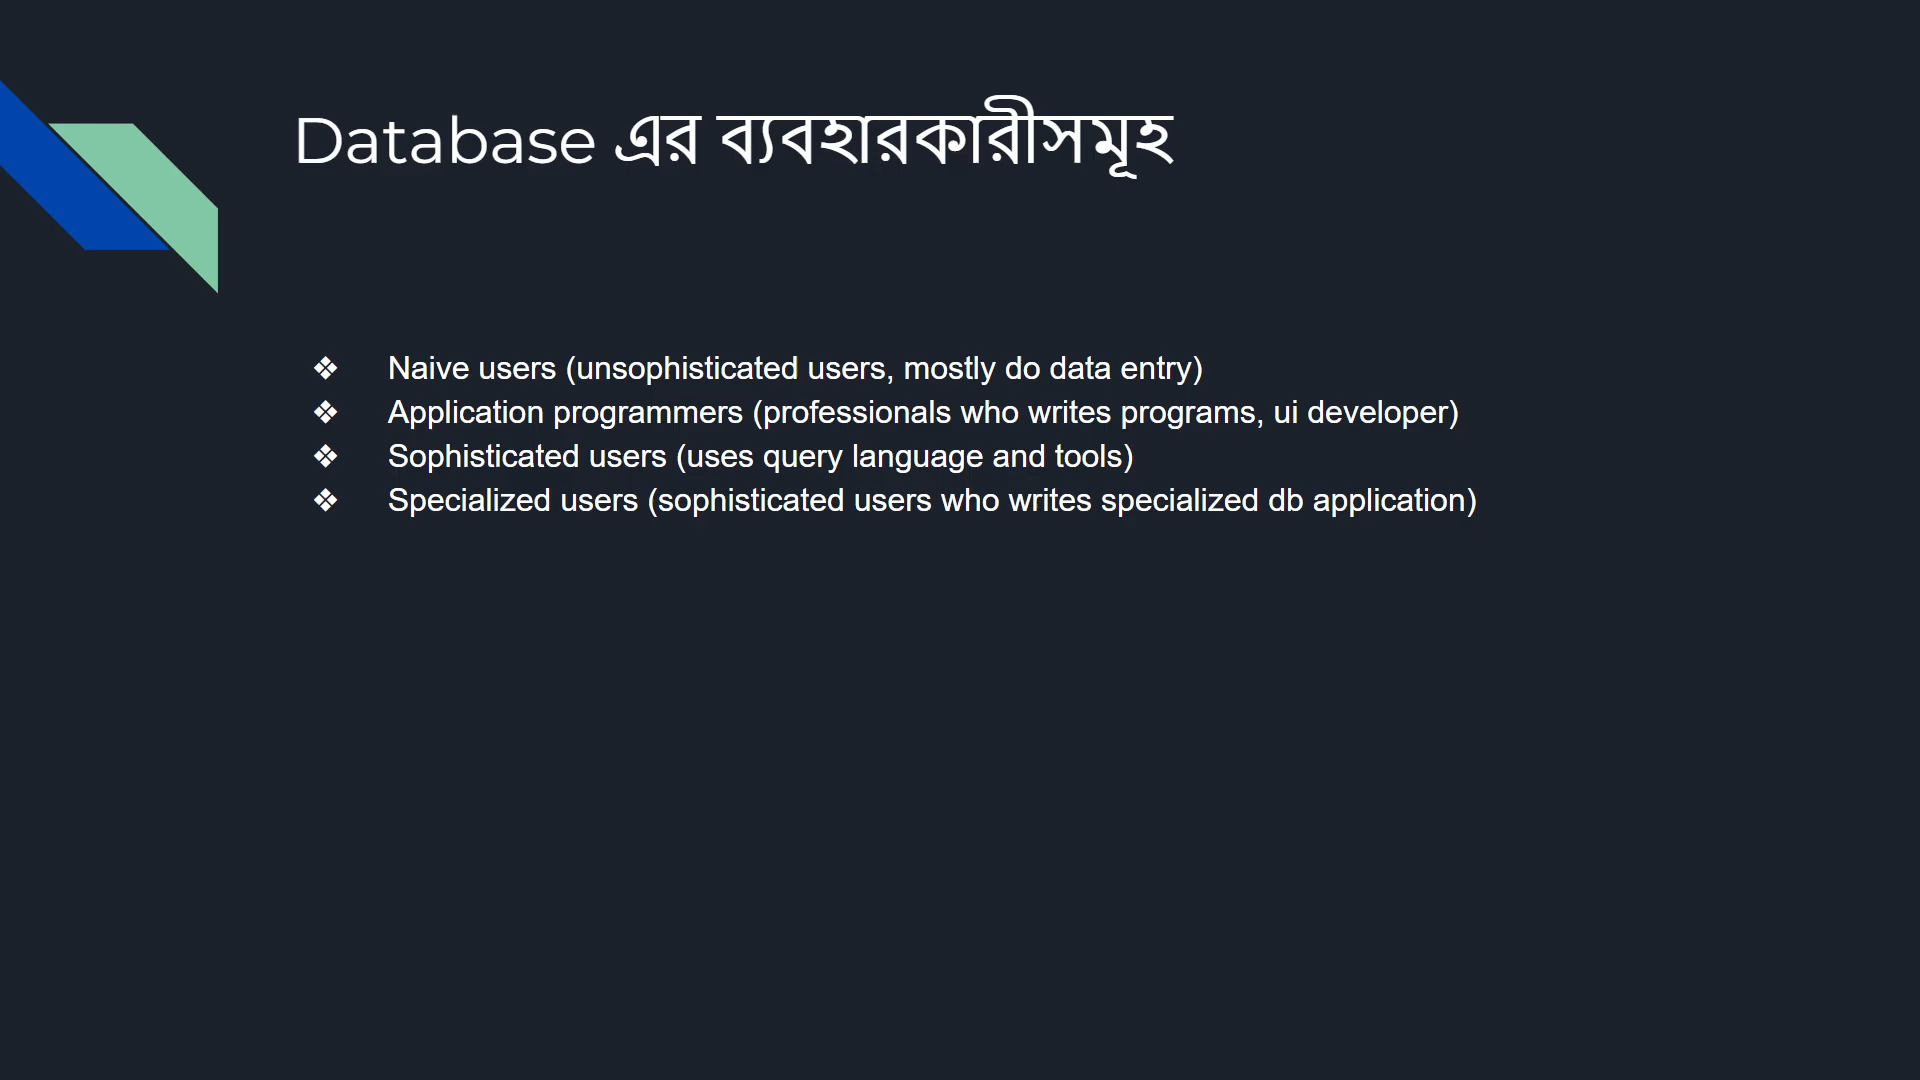 Database এর ব্যবহারকারীসমূহ
❖ Naive users (unsophisticated users, mostly do data entry)
❖ Application programmers (professionals who writes programs, ui developer)
❖ Sophisticated users (uses query language and tools)
❖ Specialized users (sophisticated users who writes specialized db application)